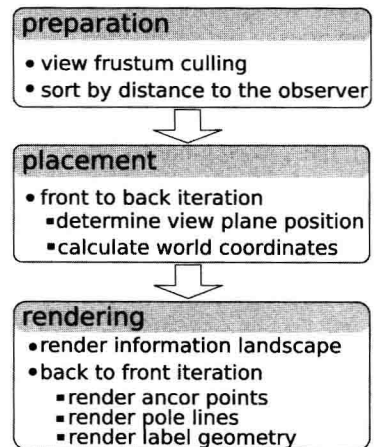 preparation
• view frustum culling
• sort by distance to the observer
placement
• front to back iteration
▪determine view plane position
▪calculate world coordinates
rendering
•render information landscape
•back to front iteration
▪render ancor points
▪render pole lines
▪render label geometry